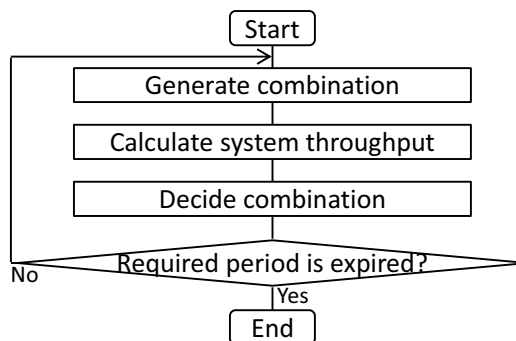 Start
Generate combination
Calculate system throughput
Decide combination
Required period is expired?
No
Yes
End